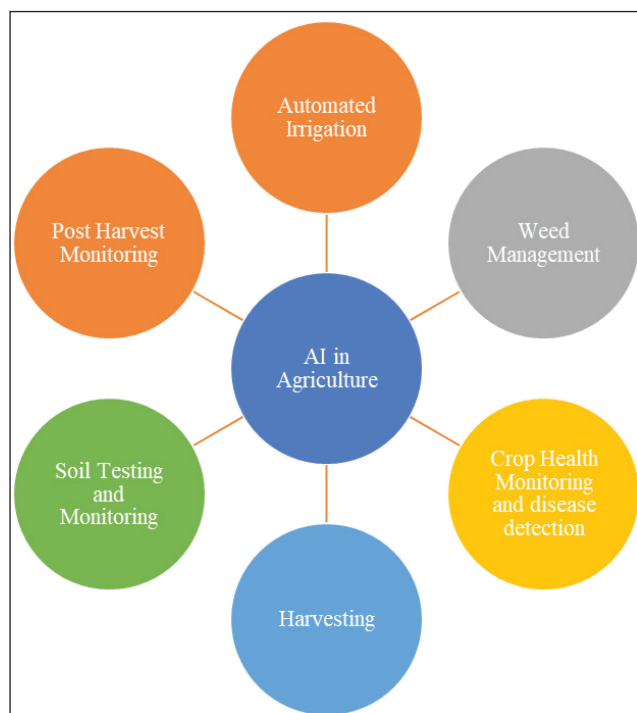 Automated
Irrigation
Post Harvest
Monitoring
Weed
Management
AI in
Agriculture
Soil Testing
and
Monitoring
Crop Health
Monitoring
and disease
detection
Harvesting